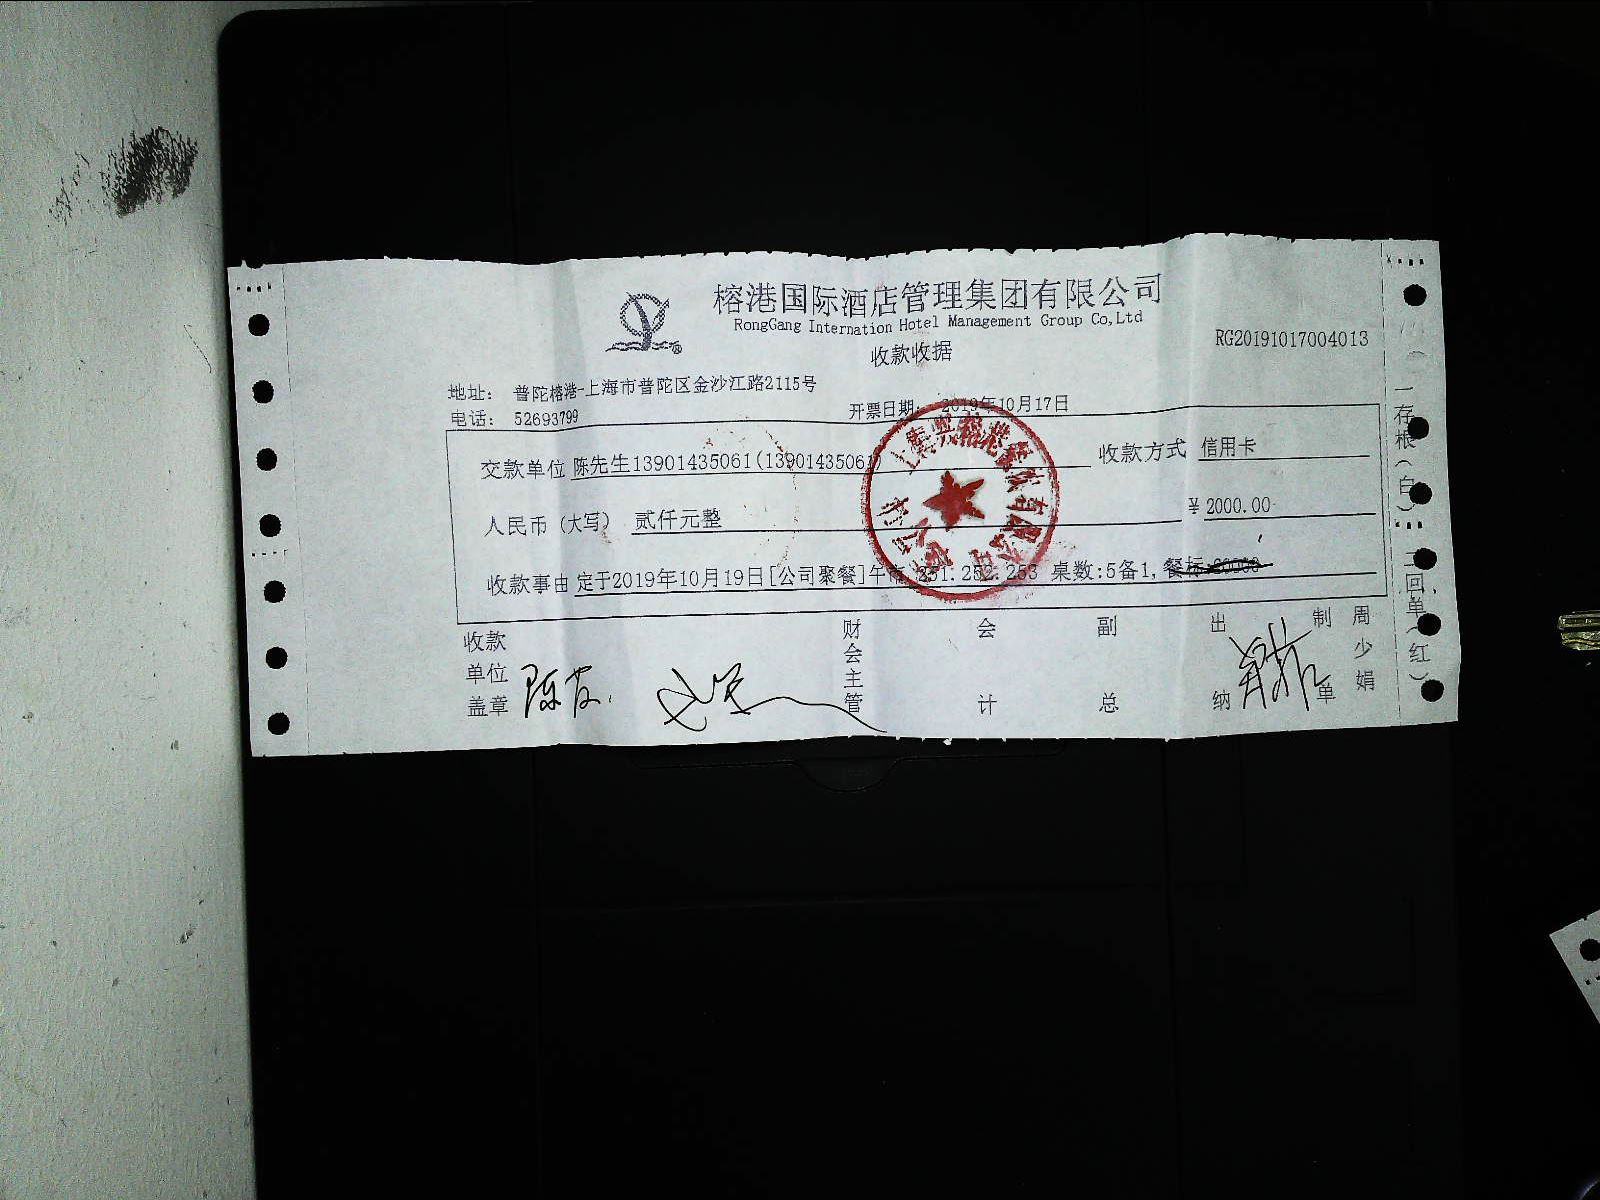 榕港国际酒店管理集团有限公司
RongGang Internation Hotel Management Group Co,Ltd
收款收据
RG20191017004013
地址： 普陀榕港-上海市普陀区金沙江路2115号
电话： 52693799
开票日期： 2019年10月17日
交款单位 陈先生13901435061(13901435061) 收款方式 信用卡
人民币（大写） 贰仟元整 ￥2000.00
收款事由 定于2019年10月19日[公司聚餐]午市 251.252.253 桌数:5备1,餐标
收款单位盖章 财会主管 会计 副总 出纳 制单 周少娟
一存根(白) 二回单(红)